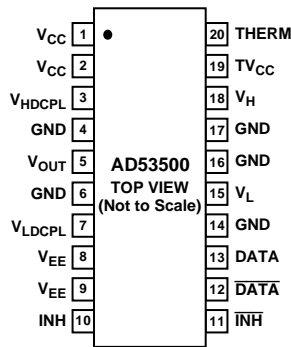 VCC 1 20 THERM
VCC 2 19 TVCC
VHDCPL 3 18 VH
GND 4 17 GND
VOUT 5 AD53500 16 GND
TOP VIEW
GND 6 (Not to Scale) 15 VL
VLDCPL 7 14 GND
VEE 8 13 DATA
VEE 9 12 D̅A̅T̅A̅
INH 10 11 I̅N̅H̅